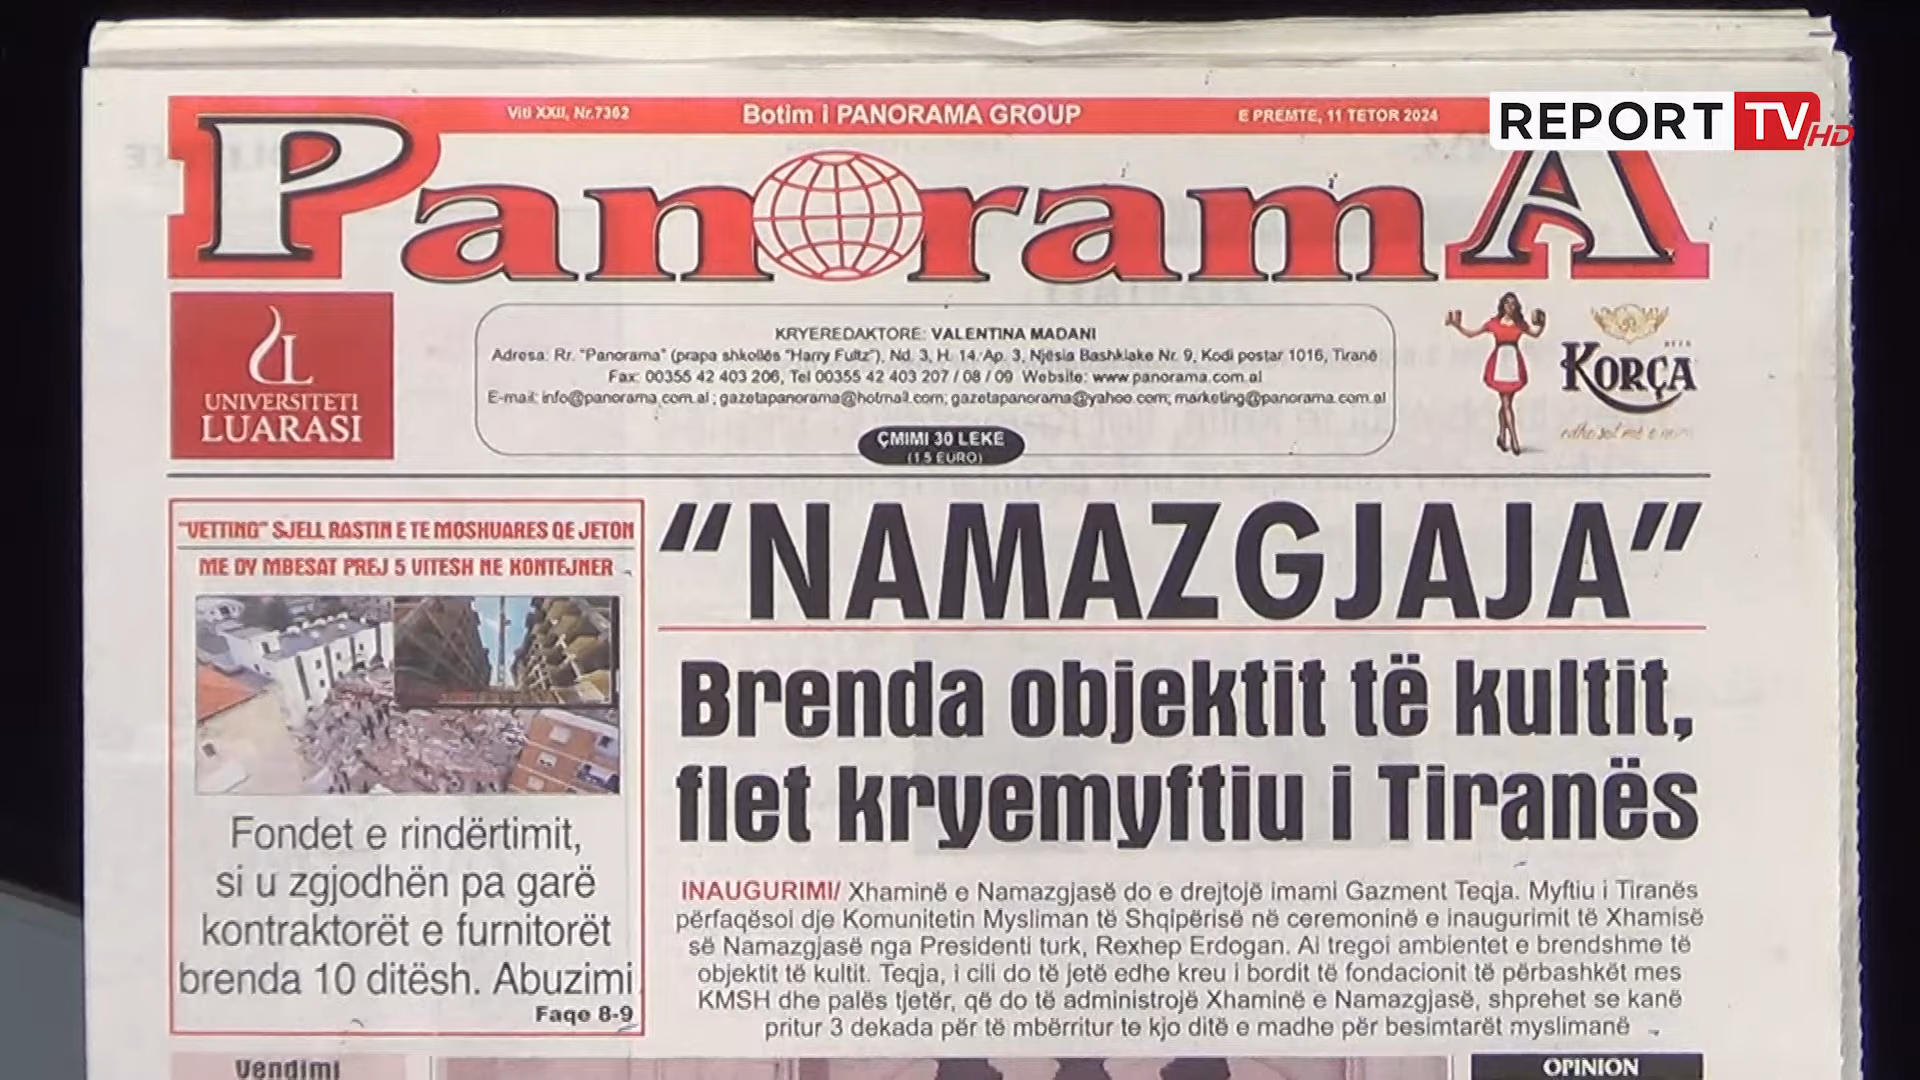 REPORT TV HD
Viti XXII, Nr.7362
Botim i PANORAMA GROUP
E PREMTE, 11 TETOR 2024
PanoramA
UNIVERSITETI
LUARASI
KRYEREDAKTORE: VALENTINA MADANI
Adresa: Rr. "Panorama" (prapa shkollës "Harry Fultz"), Nd. 3, H. 14. Ap. 3, Njësia Bashkiake Nr. 9, Kodi postar 1016, Tiranë
Fax: 00355 42 403 206, Tel 00355 42 403 207 / 08 / 09 Website: www.panorama.com.al
E-mail: info@panorama.com.al ; gazetapanorama@hotmail.com; gazetapanorama@yahoo.com; marketing@panorama.com.al
ÇMIMI 30 LEKË
(1.5 EURO)
KORÇA
"VETTING" SJELL RASTIN E TE MOSHUARES QE JETON
ME DY MBESAT PREJ 5 VITESH NE KONTEJNER
Fondet e rindërtimit,
si u zgjodhën pa garë
kontraktorët e furnitorët
brenda 10 ditësh. Abuzimi
Faqe 8-9
“NAMAZGJAJA”
Brenda objektit të kultit,
flet kryemyftiu i Tiranës
INAUGURIMI/ Xhaminë e Namazgjasë do e drejtojë imami Gazment Teqja. Myftiu i Tiranës
përfaqësoi dje Komunitetin Mysliman të Shqipërisë në ceremoninë e inaugurimit të Xhamisë
së Namazgjasë nga Presidenti turk, Rexhep Erdogan. Ai tregoi ambientet e brendshme të
objektit të kultit. Teqja, i cili do të jetë edhe kreu i bordit të fondacionit të përbashkët mes
KMSH dhe palës tjetër, që do të administrojë Xhaminë e Namazgjasë, shprehet se kanë
pritur 3 dekada për të mbërritur te kjo ditë e madhe për besimtarët myslimanë
Vendimi
OPINION